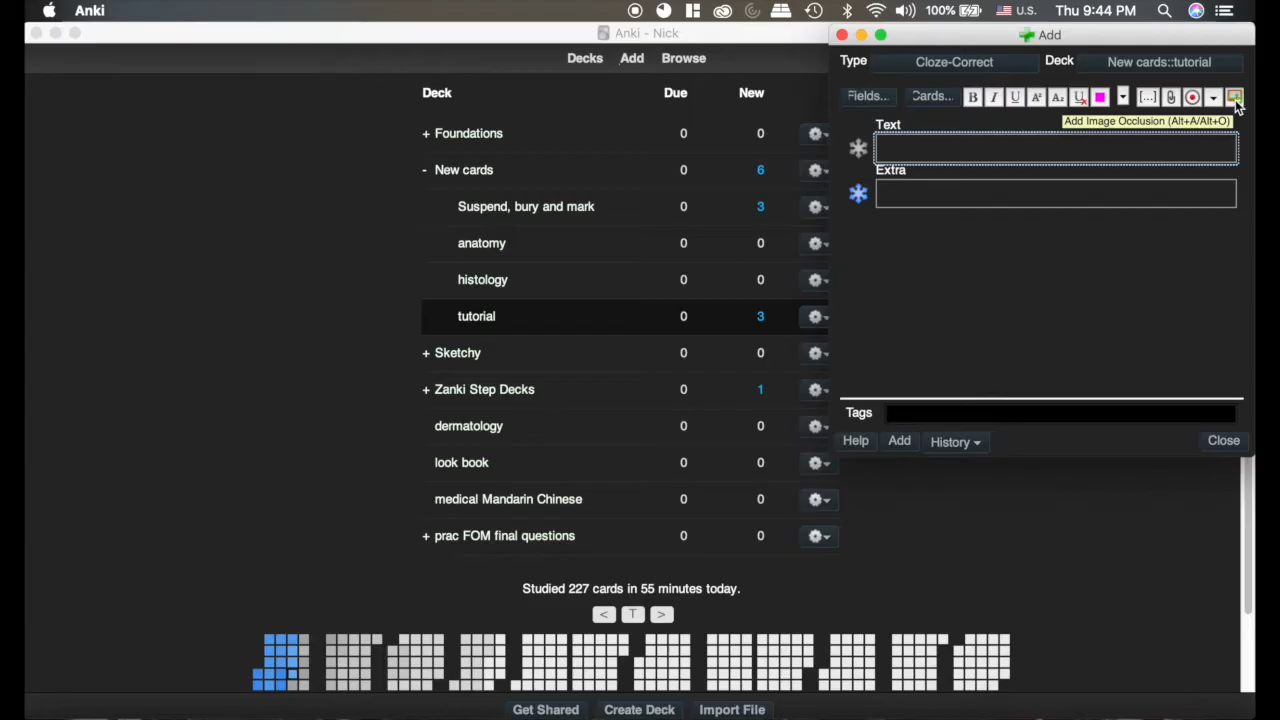 Anki
100%
U.S.
Thu 9:44 PM
Anki - Nick
Decks Add Browse
Deck Due New
+ Foundations 0 0
- New cards 0 6
Suspend, bury and mark 0 3
anatomy 0 0
histology 0 0
tutorial 0 3
+ Sketchy 0 0
+ Zanki Step Decks 0 1
dermatology 0 0
look book 0 0
medical Mandarin Chinese 0 0
+ prac FOM final questions 0 0
Studied 227 cards in 55 minutes today.
< T >
Get Shared Create Deck Import File
Add
Type Cloze-Correct Deck New cards::tutorial
Fields... Cards... B I U A² A₂ U [...]
Add Image Occlusion (Alt+A/Alt+O)
Text
Extra
Tags
Help Add History Close